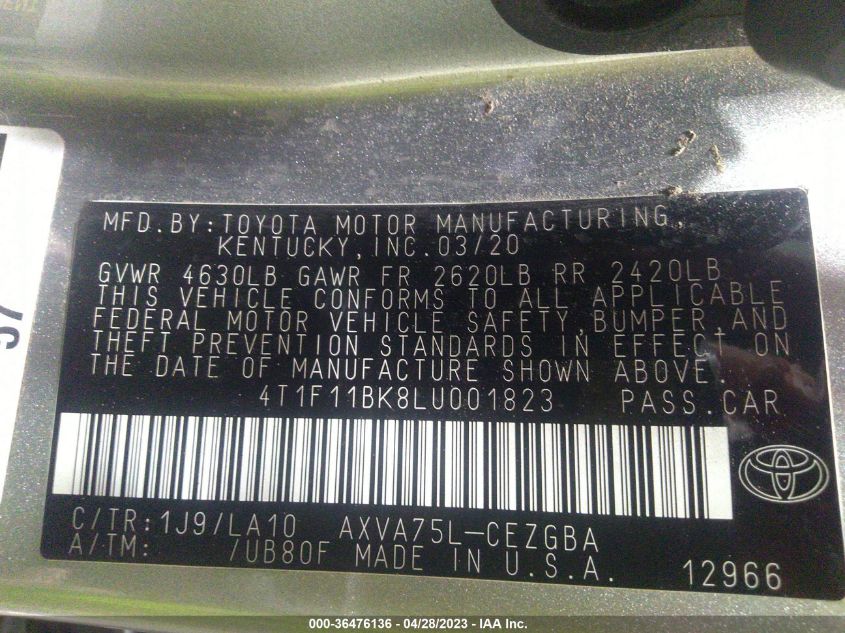 MFD.BY:TOYOTA MOTOR MANUFACTURING,
KENTUCKY,INC.03/20
GVWR 4630LB GAWR FR 2620LB RR 2420LB
THIS VEHICLE CONFORMS TO ALL APPLICABLE
FEDERAL MOTOR VEHICLE SAFETY,BUMPER,AND
THEFT PREVENTION STANDARDS IN EFFECT ON
THE DATE OF MANUFACTURE SHOWN ABOVE.
4T1F11BK8LU001823 PASS.CAR
C/TR:1J9/LA10 AXVA75L-CEZGBA
A/TM: /UB80F MADE IN U.S.A.
12966
000-36476136 - 04/28/2023 - IAA Inc.